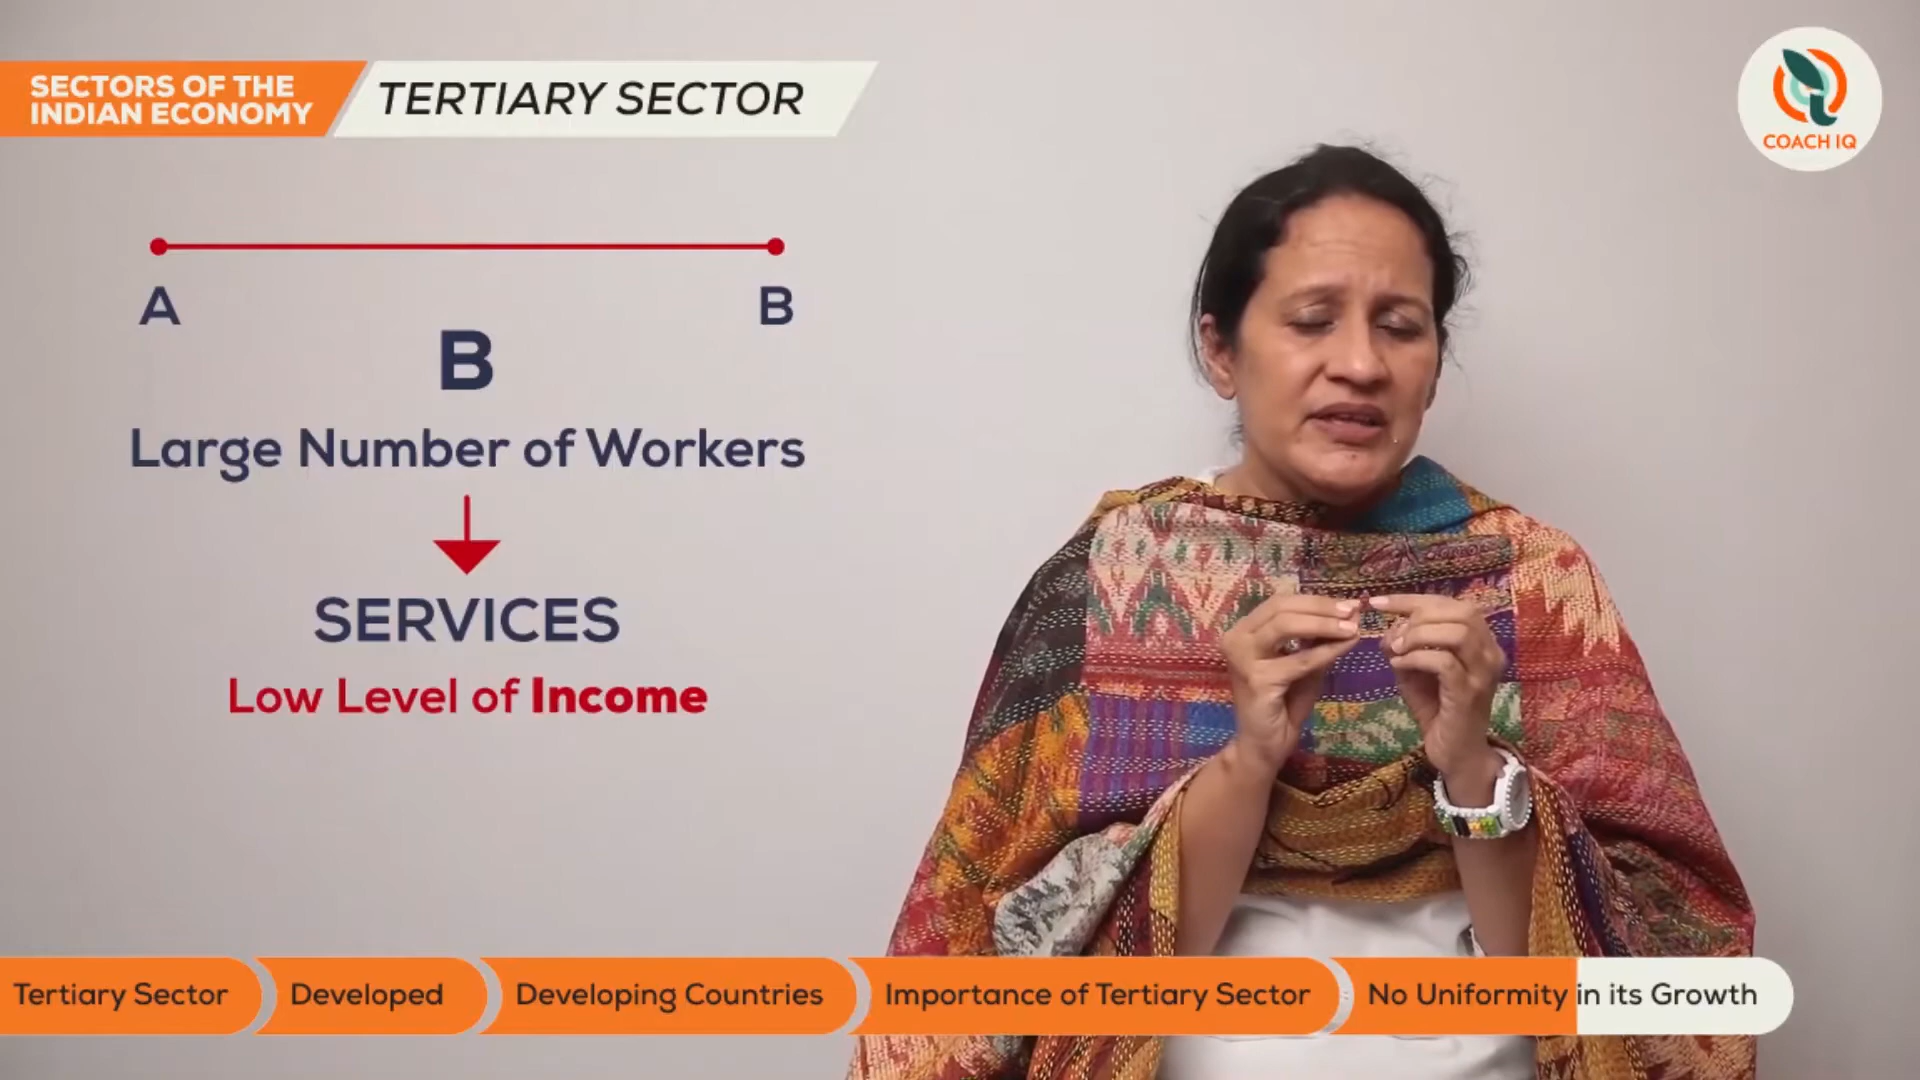 SECTORS OF THE
INDIAN ECONOMY
TERTIARY SECTOR
COACH IQ
A
B
B
Large Number of Workers
SERVICES
Low Level of Income
Tertiary Sector
Developed
Developing Countries
Importance of Tertiary Sector
No Uniformity in its Growth